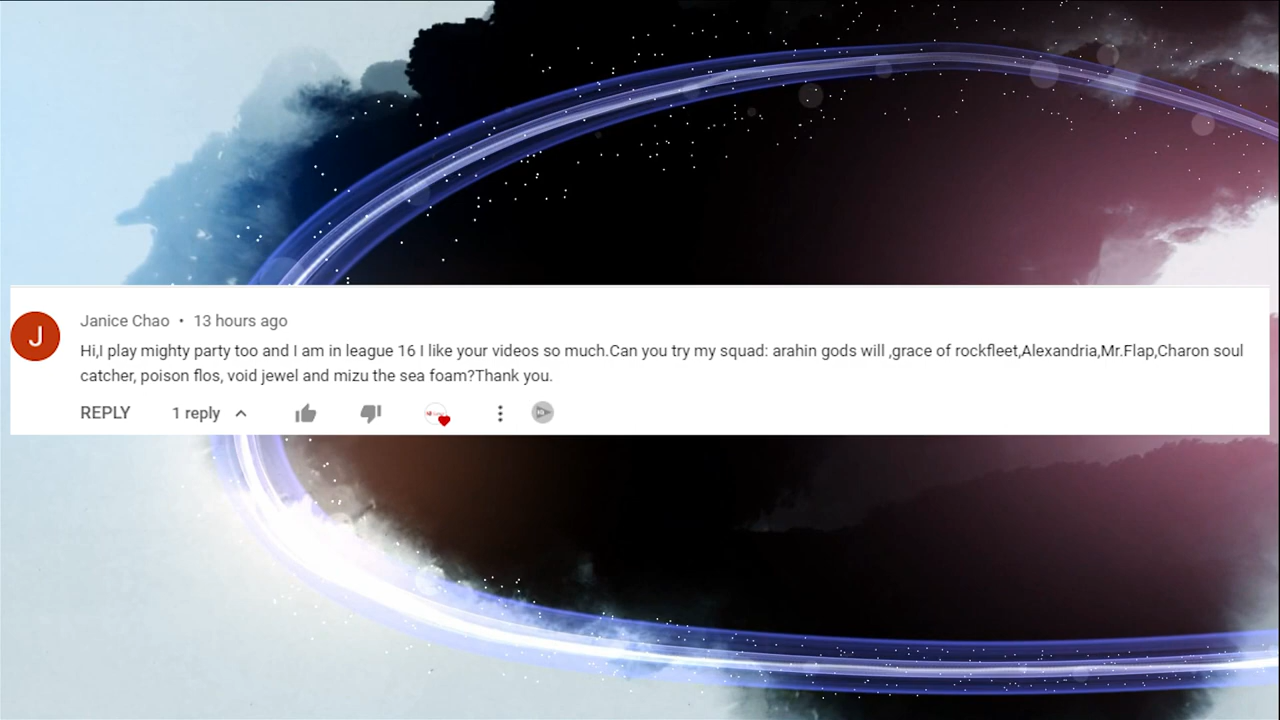 J
Janice Chao • 13 hours ago
Hi,I play mighty party too and I am in league 16 I like your videos so much.Can you try my squad: arahin gods will ,grace of rockfleet,Alexandria,Mr.Flap,Charon soul
catcher, poison flos, void jewel and mizu the sea foam?Thank you.
REPLY 1 reply